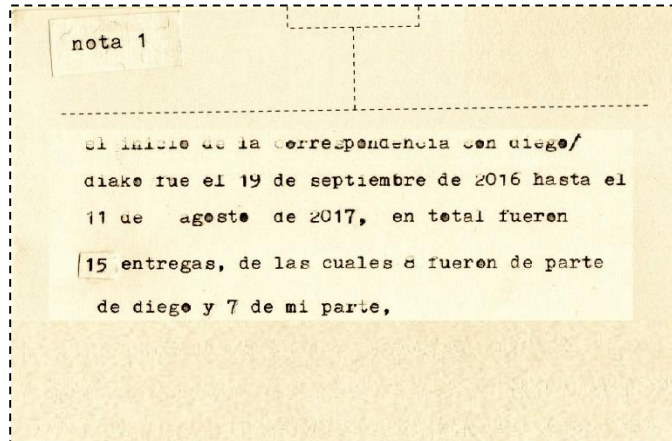 nota 1
el inicio de la correspondencia con diego/
diako fue el 19 de septiembre de 2016 hasta el
11 de agosto de 2017, en total fueron
15 entregas, de las cuales 8 fueron de parte
de diego y 7 de mi parte,